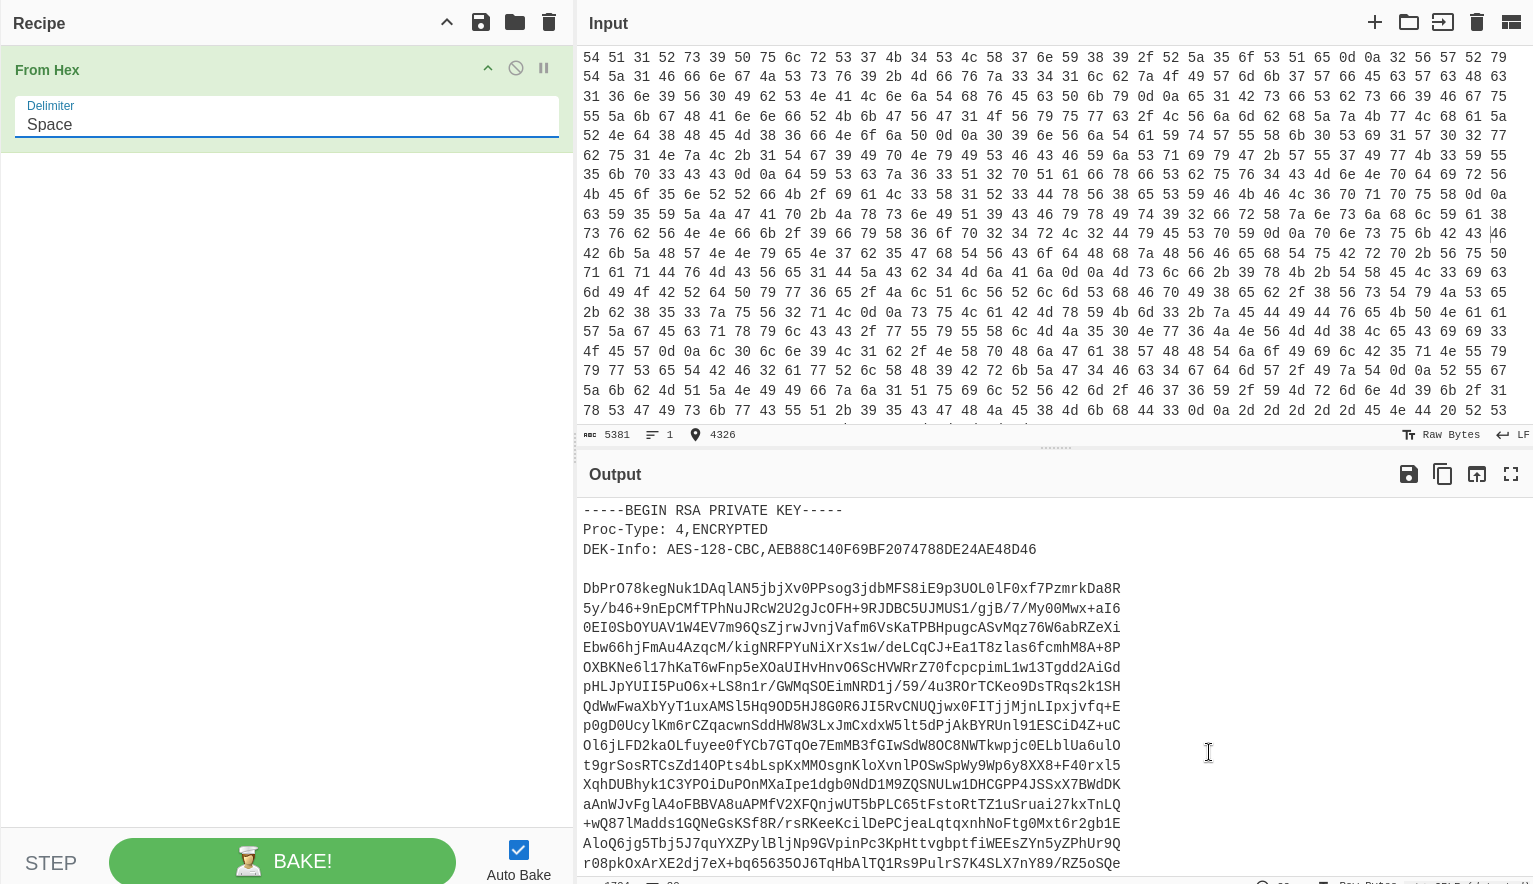 Recipe
From Hex
Delimiter
Space
STEP
BAKE!
Auto Bake
Input
54 51 31 52 73 39 50 75 6c 72 53 37 4b 34 53 4c 58 37 6e 59 38 39 2f 52 5a 35 6f 53 51 65 0d 0a 32 56 57 52 79
54 5a 31 46 66 6e 67 4a 53 73 76 39 2b 4d 66 76 7a 33 34 31 6c 62 7a 4f 49 57 6d 6b 37 57 66 45 63 57 63 48 63
31 36 6e 39 56 30 49 62 53 4e 41 4c 6e 6a 54 68 76 45 63 50 6b 79 0d 0a 65 31 42 73 66 53 62 73 66 39 46 67 75
55 5a 6b 67 48 41 6e 6e 66 52 4b 6b 47 56 47 31 4f 56 79 75 77 63 2f 4c 56 6a 6d 62 68 5a 7a 4b 77 4c 68 61 5a
52 4e 64 38 48 45 4d 38 36 66 4e 6f 6a 50 0d 0a 30 39 6e 56 6a 54 61 59 74 57 55 58 6b 30 53 69 31 57 30 32 77
62 75 31 4e 7a 4c 2b 31 54 67 39 49 70 4e 79 49 53 46 43 46 59 6a 53 71 69 79 47 2b 57 55 37 49 77 4b 33 59 55
35 6b 70 33 43 43 0d 0a 64 59 53 63 7a 36 33 51 32 70 51 61 66 78 66 53 62 75 76 34 43 4d 6e 4e 70 64 69 72 56
4b 45 6f 35 6e 52 52 66 4b 2f 69 61 4c 33 58 31 52 33 44 78 56 38 65 53 59 46 4b 46 4c 36 70 71 70 75 58 0d 0a
63 59 35 59 5a 4a 47 41 70 2b 4a 78 73 6e 49 51 39 43 46 79 78 49 74 39 32 66 72 58 7a 6e 73 6a 68 6c 59 61 38
73 76 62 56 4e 4e 66 6b 2f 39 66 79 58 36 6f 70 32 34 72 4c 32 44 79 45 53 70 59 0d 0a 70 6e 73 75 6b 42 43 46
42 6b 5a 48 57 4e 4e 79 65 4e 37 62 35 47 68 54 56 43 6f 64 48 68 7a 48 56 46 65 68 54 75 42 72 70 2b 56 75 50
71 61 71 44 76 4d 43 56 65 31 44 5a 43 62 34 4d 6a 41 6a 0d 0a 4d 73 6c 66 2b 39 78 4b 2b 54 58 45 4c 33 69 63
6d 49 4f 42 52 64 50 79 77 36 65 2f 4a 6c 51 6c 56 52 6c 6d 53 68 46 70 49 38 65 62 2f 38 56 73 54 79 4a 53 65
2b 62 38 35 33 7a 75 56 32 71 4c 0d 0a 73 75 4c 61 42 4d 78 59 4b 6d 33 2b 7a 45 44 49 44 76 65 4b 50 4e 61 61
57 5a 67 45 63 71 78 79 6c 43 43 2f 77 55 79 55 58 6c 4d 4a 35 30 4e 77 36 4a 4e 56 4d 4d 38 4c 65 43 69 69 33
4f 45 57 0d 0a 6c 30 6c 6e 39 4c 31 62 2f 4e 58 70 48 6a 47 61 38 57 48 48 54 6a 6f 49 69 6c 42 35 71 4e 55 79
79 77 53 65 54 42 46 32 61 77 52 6c 58 48 39 42 72 6b 5a 47 34 46 63 34 67 64 6d 57 2f 49 7a 54 0d 0a 52 55 67
5a 6b 62 4d 51 5a 4e 49 49 66 7a 6a 31 51 75 69 6c 52 56 42 6d 2f 46 37 36 59 2f 59 4d 72 6d 6e 4d 39 6b 2f 31
78 53 47 49 73 6b 77 43 55 51 2b 39 35 43 47 48 4a 45 38 4d 6b 68 44 33 0d 0a 2d 2d 2d 2d 2d 45 4e 44 20 52 53
5381 1 4326 Raw Bytes LF
Output
-----BEGIN RSA PRIVATE KEY-----
Proc-Type: 4,ENCRYPTED
DEK-Info: AES-128-CBC,AEB88C140F69BF2074788DE24AE48D46
DbPrO78kegNuk1DAqlAN5jbjXv0PPsog3jdbMFS8iE9p3UOL0lF0xf7PzmrkDa8R
5y/b46+9nEpCMfTPhNuJRcW2U2gJcOFH+9RJDBC5UJMUS1/gjB/7/My00Mwx+aI6
0EI0SbOYUAV1W4EV7m96QsZjrwJvnjVafm6VsKaTPBHpugcASvMqz76W6abRZeXi
Ebw66hjFmAu4AzqcM/kigNRFPYuNiXrXs1w/deLCqCJ+Ea1T8zlas6fcmhM8A+8P
OXBKNe6l17hKaT6wFnp5eXOaUIHvHnvO6ScHVWRrZ70fcpcpimL1w13Tgdd2AiGd
pHLJpYUII5PuO6x+LS8n1r/GWMqSOEimNRD1j/59/4u3ROrTCKeo9DsTRqs2k1SH
QdWwFwaXbYyT1uxAMSl5Hq9OD5HJ8G0R6JI5RvCNUQjwx0FITjjMjnLIpxjvfq+E
p0gD0UcylKm6rCZqacwnSddHW8W3LxJmCxdxW5lt5dPjAkBYRUnl91ESCiD4Z+uC
Ol6jLFD2kaOLfuyee0fYCb7GTqOe7EmMB3fGIwSdW8OC8NWTkwpjc0ELblUa6ulO
t9grSosRTCsZd14OPts4bLspKxMMOsgnKloXvnlPOSwSpWy9Wp6y8XX8+F40rxl5
XqhDUBhyk1C3YPOiDuPOnMXaIpe1dgb0NdD1M9ZQSNULw1DHCGPP4JSSxX7BWdDK
aAnWJvFglA4oFBBVA8uAPMfV2XFQnjwUT5bPLC65tFstoRtTZ1uSruai27kxTnLQ
+wQ87lMadds1GQNeGsKSf8R/rsRKeeKcilDePCjeaLqtqxnhNoFtg0Mxt6r2gb1E
AloQ6jg5Tbj5J7quYXZPylBljNp9GVpinPc3KpHttvgbptfiWEEsZYn5yZPhUr9Q
r08pkOxArXE2dj7eX+bq65635OJ6TqHbAlTQ1Rs9PulrS7K4SLX7nY89/RZ5oSQe